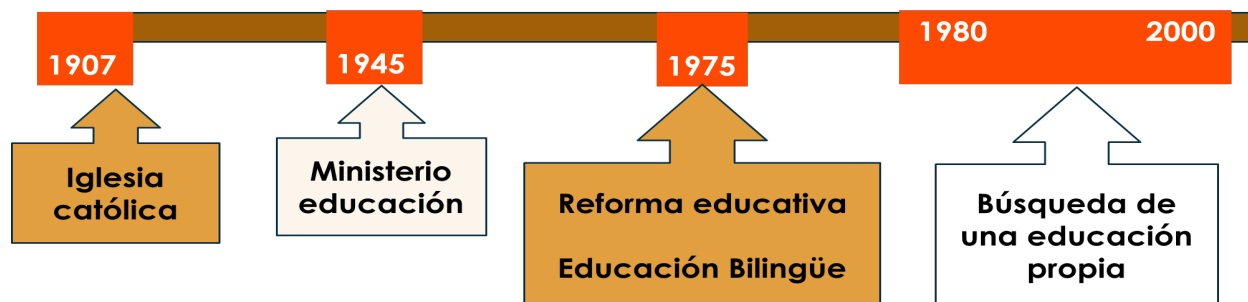 1907
1945
1975
1980 2000
Iglesia
católica
Ministerio
educación
Reforma educativa
Educación Bilingüe
Búsqueda de
una educación
propia